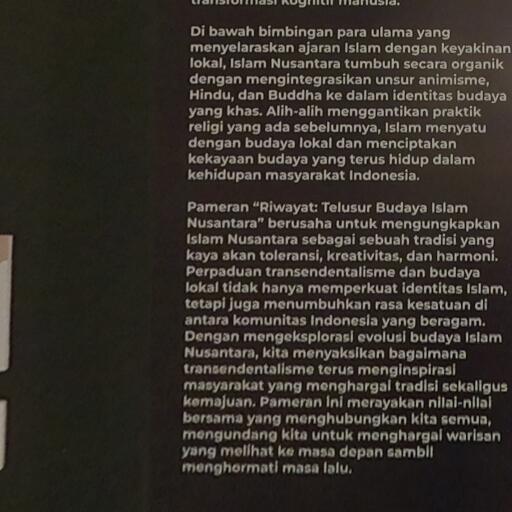 transformasi kognitif manusia.
Di bawah bimbingan para ulama yang
menyelaraskan ajaran Islam dengan keyakinan
lokal, Islam Nusantara tumbuh secara organik
dengan mengintegrasikan unsur animisme,
Hindu, dan Buddha ke dalam identitas budaya
yang khas. Alih-alih menggantikan praktik
religi yang ada sebelumnya, Islam menyatu
dengan budaya lokal dan menciptakan
kekayaan budaya yang terus hidup dalam
kehidupan masyarakat Indonesia.
Pameran “Riwayat: Telusur Budaya Islam
Nusantara” berusaha untuk mengungkapkan
Islam Nusantara sebagai sebuah tradisi yang
kaya akan toleransi, kreativitas, dan harmoni.
Perpaduan transendentalisme dan budaya
lokal tidak hanya memperkuat identitas Islam,
tetapi juga menumbuhkan rasa kesatuan di
antara komunitas Indonesia yang beragam.
Dengan mengeksplorasi evolusi budaya Islam
Nusantara, kita menyaksikan bagaimana
transendentalisme terus menginspirasi
masyarakat yang menghargai tradisi sekaligus
kemajuan. Pameran ini merayakan nilai-nilai
bersama yang menghubungkan kita semua,
mengundang kita untuk menghargai warisan
yang melihat ke masa depan sambil
menghormati masa lalu.